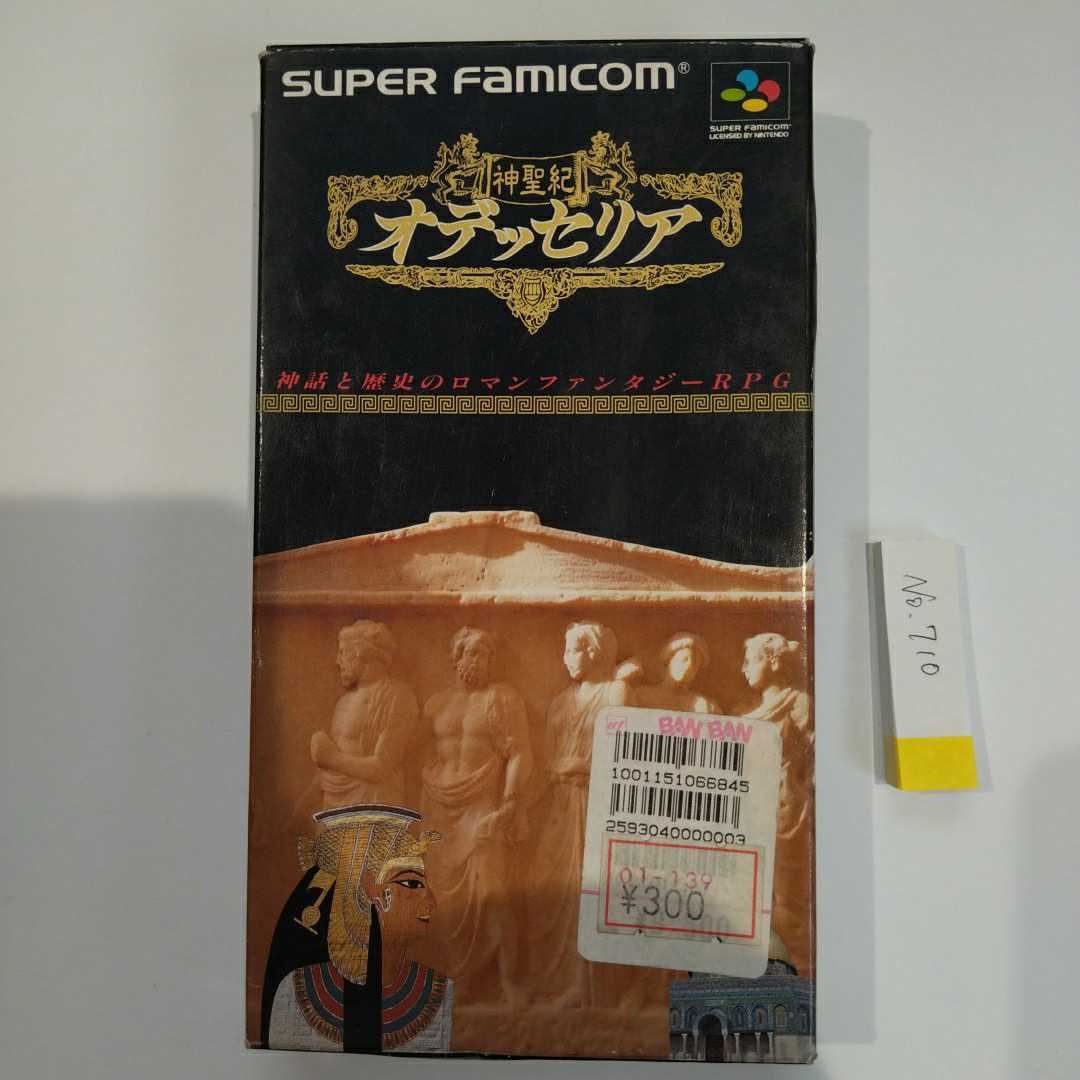 SUPER FAMICOM®
SUPER FAMICOM™
LICENSED BY NINTENDO
神聖紀
オデッセリア
神話と歴史のロマンファンタジーRPG
BAN BAN
1001151066845
2593040000003
01-139
¥300
710